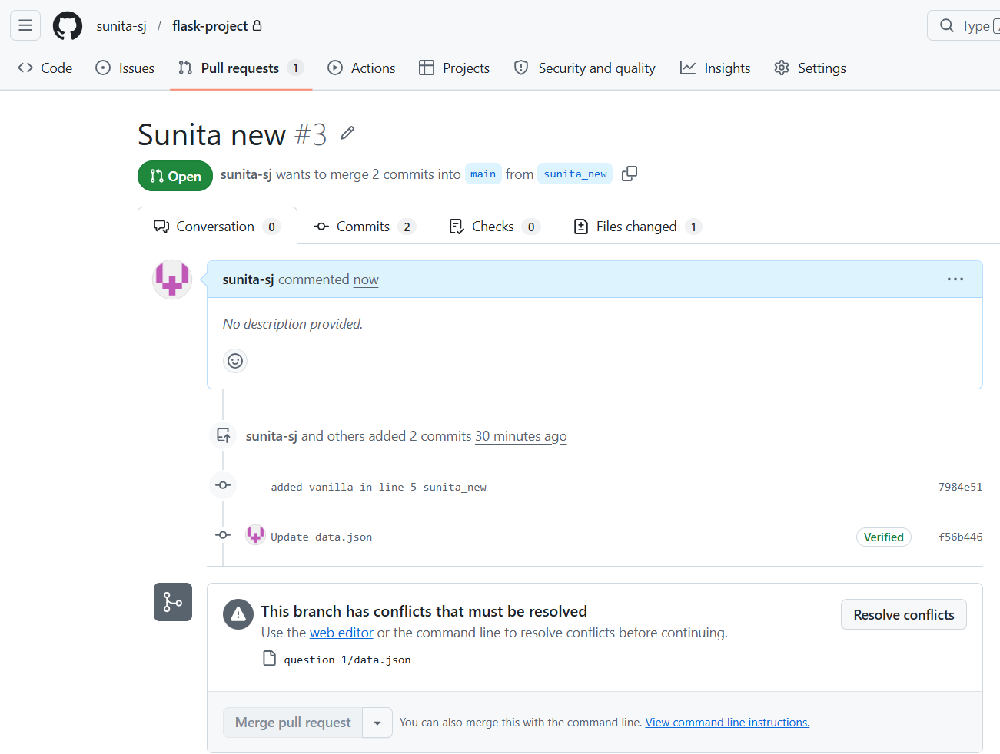 sunita-sj / flask-project
Type
Code Issues Pull requests 1 Actions Projects Security and quality Insights Settings
Sunita new #3
Open sunita-sj wants to merge 2 commits into main from sunita_new
Conversation 0 Commits 2 Checks 0 Files changed 1
sunita-sj commented now
No description provided.
sunita-sj and others added 2 commits 30 minutes ago
added vanilla in line 5 sunita_new 7984e51
Update data.json Verified f56b446
This branch has conflicts that must be resolved
Resolve conflicts
Use the web editor or the command line to resolve conflicts before continuing.
question 1/data.json
Merge pull request You can also merge this with the command line. View command line instructions.